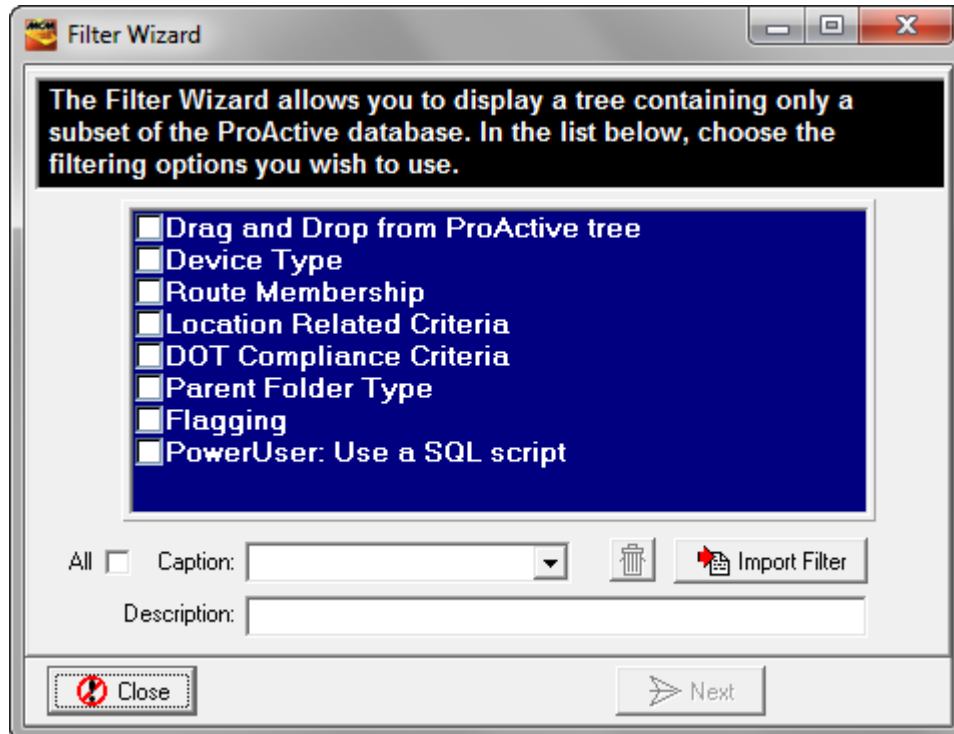 MCM
Filter Wizard
The Filter Wizard allows you to display a tree containing only a
subset of the ProActive database. In the list below, choose the
filtering options you wish to use.
Drag and Drop from ProActive tree
Device Type
Route Membership
Location Related Criteria
DOT Compliance Criteria
Parent Folder Type
Flagging
PowerUser: Use a SQL script
All Caption: Import Filter
Description:
Close Next